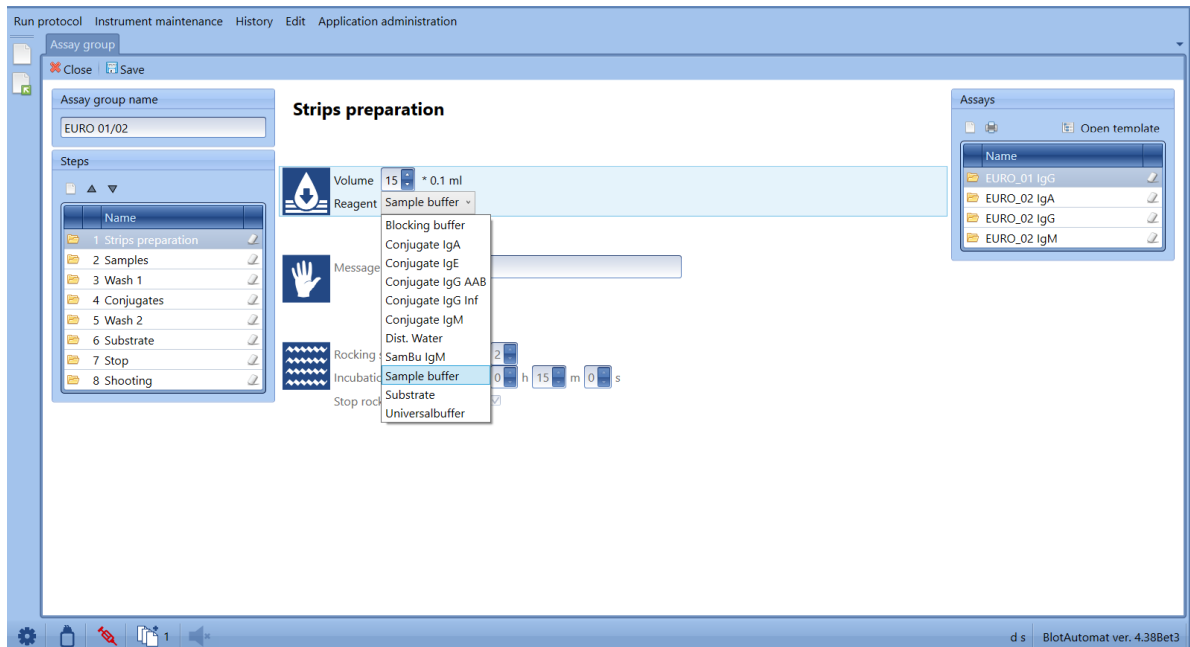 Run protocol Instrument maintenance History Edit Application administration
Assay group
Close Save
Assay group name
EURO 01/02
Steps
Name
1 Strips preparation
2 Samples
3 Wash 1
4 Conjugates
5 Wash 2
6 Substrate
7 Stop
8 Shooting
Strips preparation
Volume 15 * 0.1 ml
Reagent Sample buffer
Blocking buffer
Conjugate IgA
Conjugate IgE
Conjugate IgG AAB
Conjugate IgG Inf
Conjugate IgM
Dist. Water
SamBu IgM
Sample buffer
Substrate
Universalbuffer
Message
Rocking s 2
Incubatio 0 h 15 m 0 s
Stop rock
Assays
Open template
Name
EURO_01 IgG
EURO_02 IgA
EURO_02 IgG
EURO_02 IgM
1
d s BlotAutomat ver. 4.38Bet3